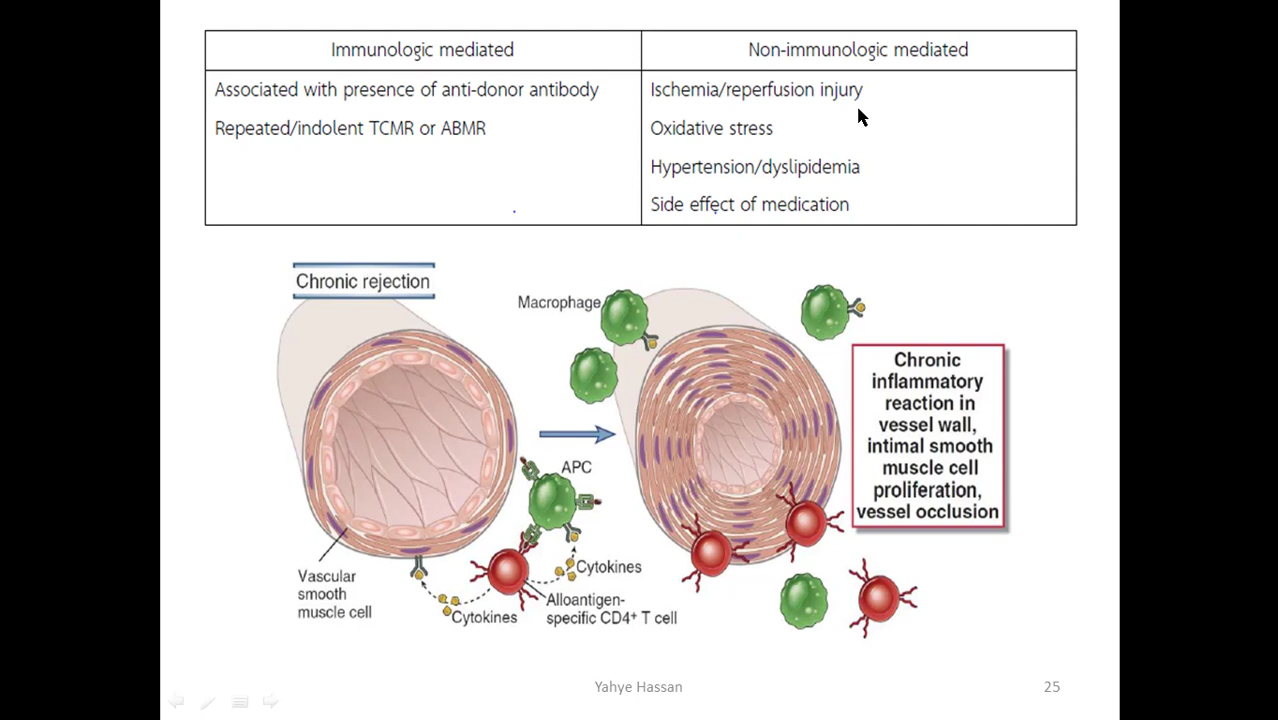 Immunologic mediated
Non-immunologic mediated
Associated with presence of anti-donor antibody
Repeated/indolent TCMR or ABMR
Ischemia/reperfusion injury
Oxidative stress
Hypertension/dyslipidemia
Side effect of medication
Chronic rejection
Macrophage
APC
Cytokines
Cytokines
Alloantigen-
specific CD4+ T cell
Vascular
smooth
muscle cell
Chronic
inflammatory
reaction in
vessel wall,
intimal smooth
muscle cell
proliferation,
vessel occlusion
Yahye Hassan
25